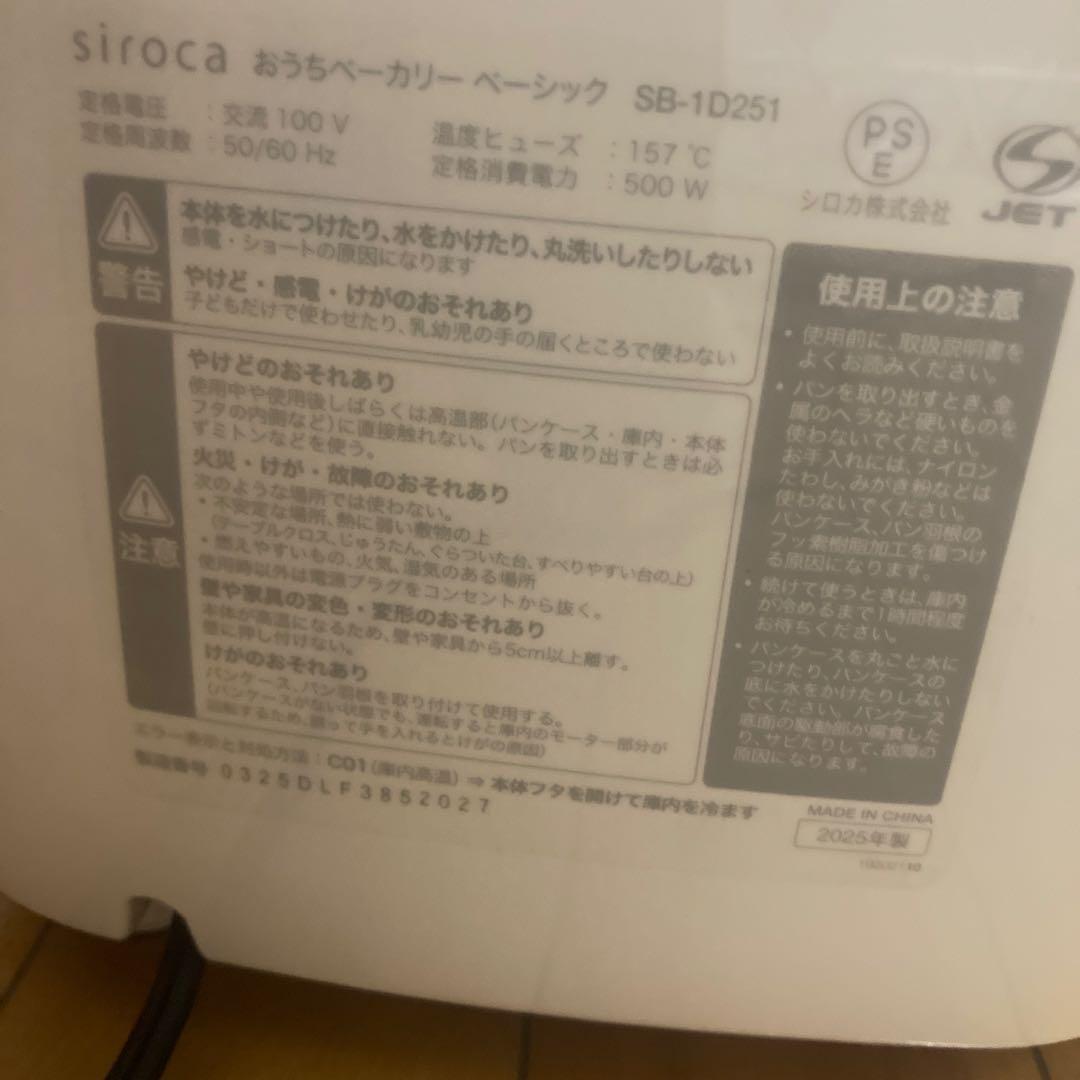 siroca おうちベーカリー ベーシック SB-1D251
定格電圧 : 交流 100 V
定格周波数 : 50/60 Hz
温度ヒューズ : 157 ℃
定格消費電力 : 500 W
PS
E
シロカ株式会社
JET
警告
本体を水につけたり、水をかけたり、丸洗いしたりしない
感電・ショートの原因になります
やけど・感電・けがのおそれあり
子どもだけで使わせたり、乳幼児の手の届くところで使わない
注意
やけどのおそれあり
使用中や使用後しばらくは高温部(パンケース・庫内・本体
フタの内側など)に直接触れない。パンを取り出すときは必
ずミトンなどを使う。
火災・けが・故障のおそれあり
次のような場所では使わない。
・不安定な場所、熱に弱い敷物の上
(テーブルクロス、じゅうたん、ぐらついた台、すべりやすい台の上)
・燃えやすいもの、火気、湿気のある場所
使用時以外は電源プラグをコンセントから抜く。
壁や家具の変色・変形のおそれあり
本体が高温になるため、壁や家具から5cm以上離す。
壁に押し付けない。
けがのおそれあり
パンケース、パン羽根を取り付けて使用する。
(パンケースがない状態でも、運転すると庫内のモーター部分が
回転するため、誤って手を入れるとけがの原因)
エラー表示と対処方法 : C01 (庫内高温) ⇒ 本体フタを開けて庫内を冷ます
製造番号 0325DLF3852027
使用上の注意
・使用前に、取扱説明書を
よくお読みください。
・パンを取り出すとき、金
属のヘラなど硬いものを
使わないでください。
お手入れには、ナイロン
たわし、みがき粉などは
使わないでください。
パンケース、パン羽根の
フッ素樹脂加工を傷つけ
る原因になります。
・続けて使うときは、庫内
が冷めるまで1時間程度
お待ちください。
・パンケースを丸ごと水に
つけたり、パンケースの
底に水をかけたりしない
でください。パンケース
底面の駆動部が腐食した
り、サビたりして、故障の
原因になります。
MADE IN CHINA
2025年製